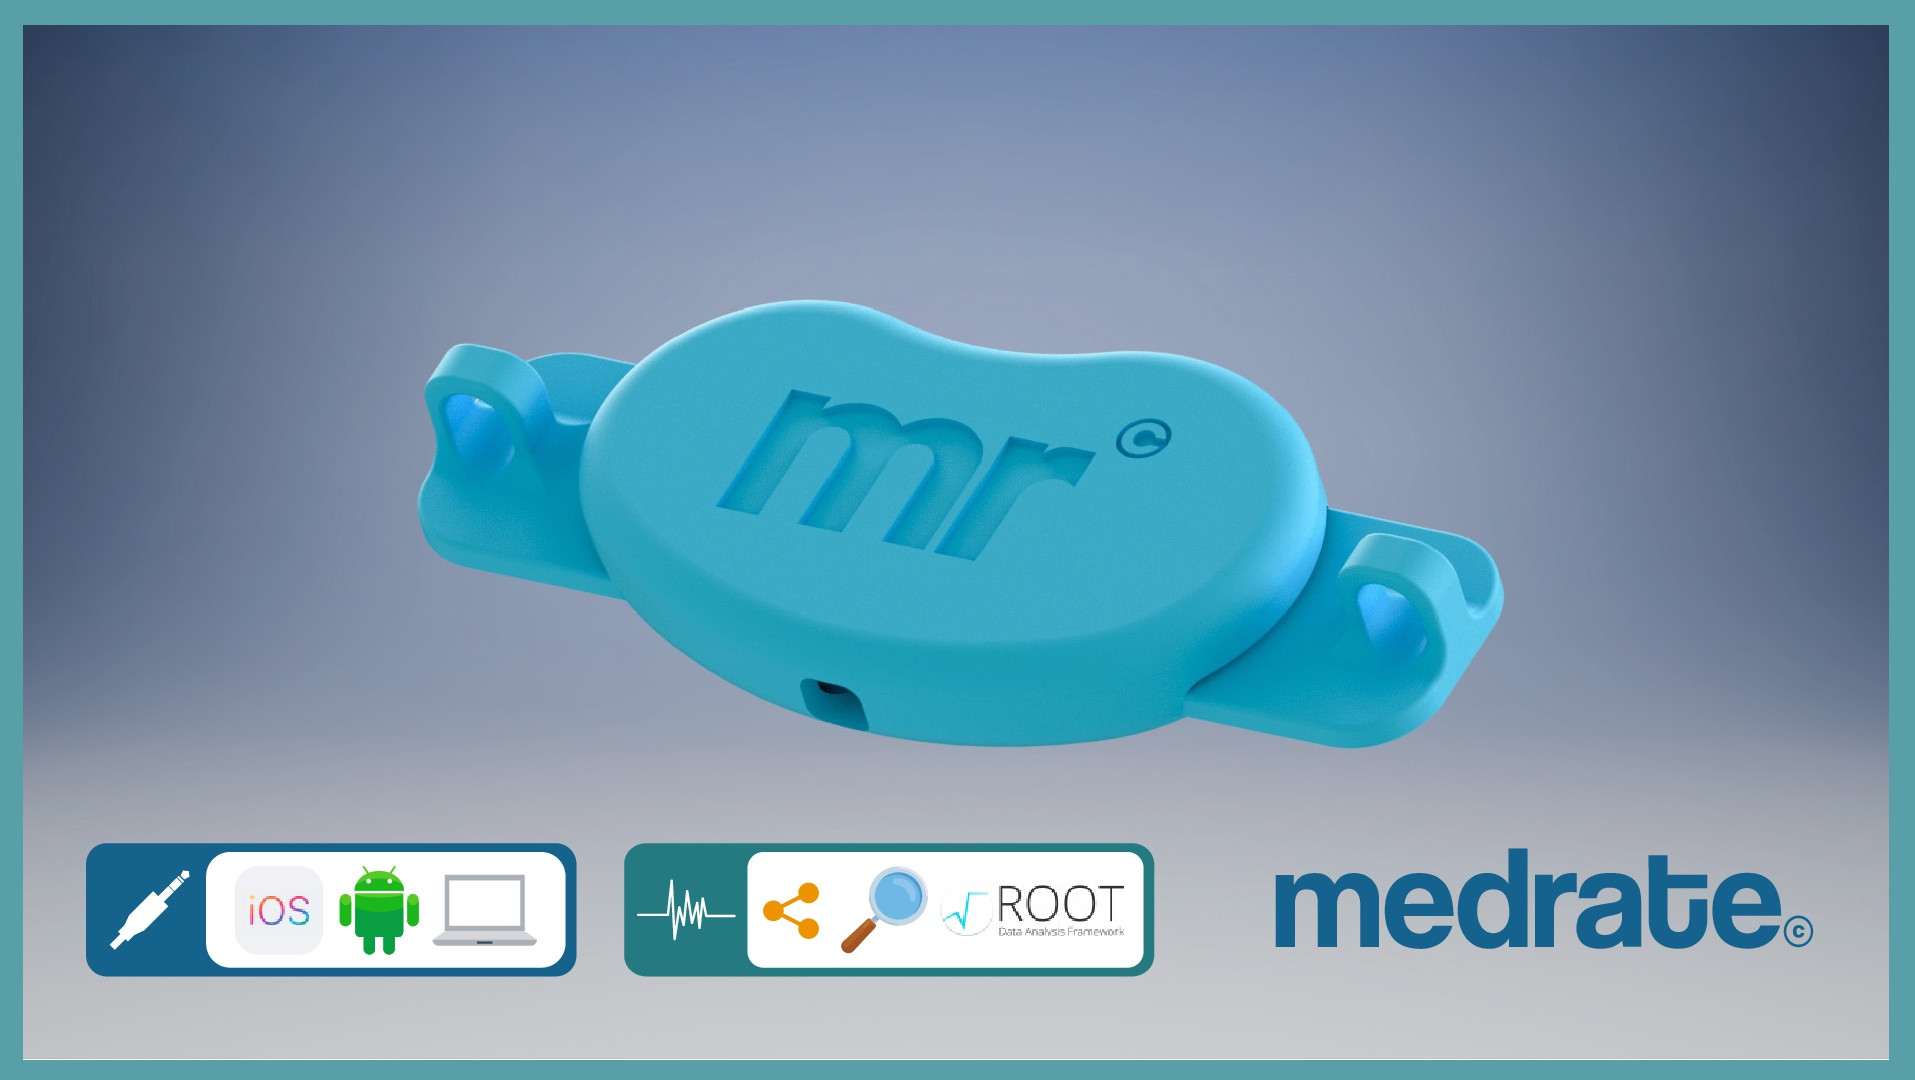 mr ©
iOS
ROOT
Data Analysis Framework
medrate©